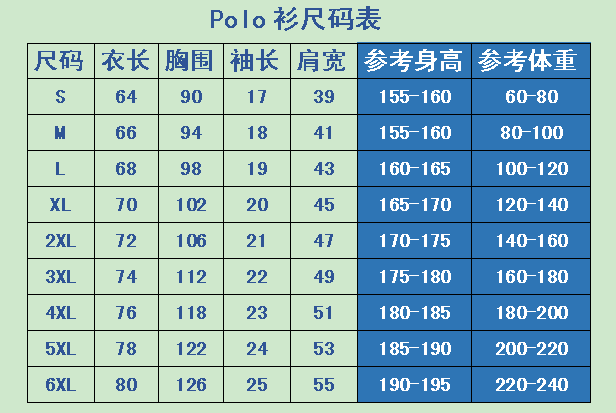 Polo衫尺码表
尺码 衣长 胸围 袖长 肩宽 参考身高 参考体重
S 64 90 17 39 155-160 60-80
M 66 94 18 41 155-160 80-100
L 68 98 19 43 160-165 100-120
XL 70 102 20 45 165-170 120-140
2XL 72 106 21 47 170-175 140-160
3XL 74 112 22 49 175-180 160-180
4XL 76 118 23 51 180-185 180-200
5XL 78 122 24 53 185-190 200-220
6XL 80 126 25 55 190-195 220-240